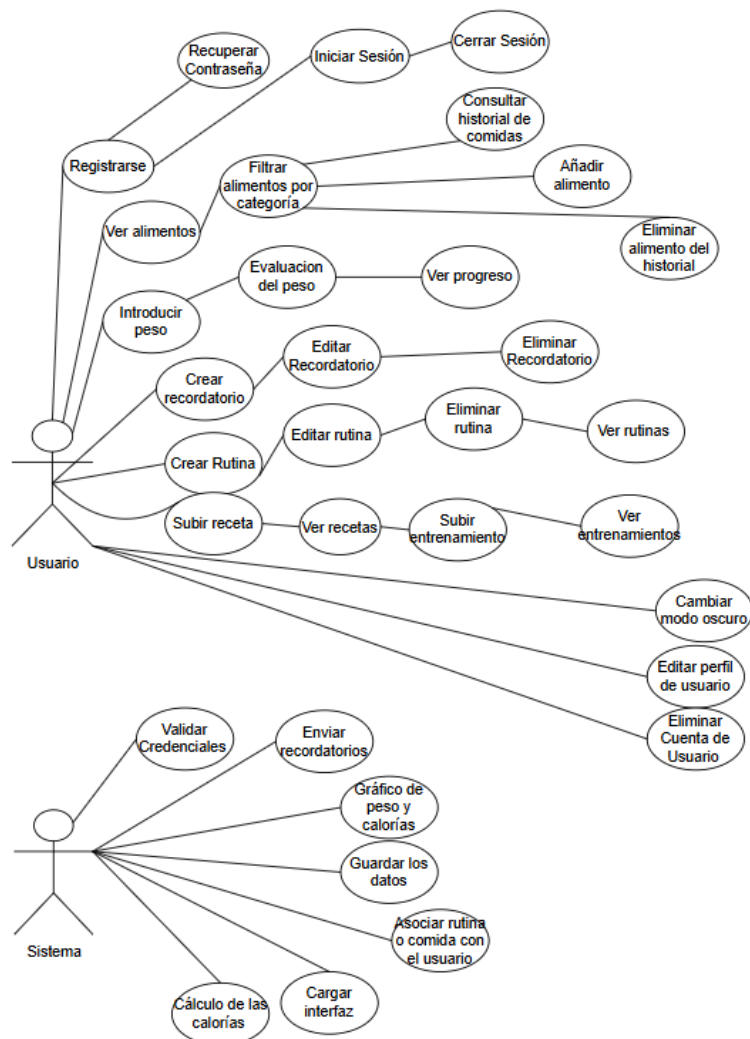 Recuperar
Contraseña
Iniciar Sesión
Cerrar Sesión
Consultar
historial de
comidas
Registrarse
Filtrar
alimentos por
categoría
Añadir
alimento
Ver alimentos
Eliminar
alimento del
historial
Evaluacion
del peso
Ver progreso
Introducir
peso
Editar
Recordatorio
Eliminar
Recordatorio
Crear
recordatorio
Eliminar
rutina
Editar rutina
Ver rutinas
Crear Rutina
Subir receta
Ver recetas
Subir
entrenamiento
Ver
entrenamientos
Usuario
Cambiar
modo oscuro
Editar perfil
de usuario
Eliminar
Cuenta de
Usuario
Validar
Credenciales
Enviar
recordatorios
Gráfico de
peso y
calorías
Guardar los
datos
Asociar rutina
o comida con
el usuario
Sistema
Cálculo de las
calorías
Cargar
interfaz